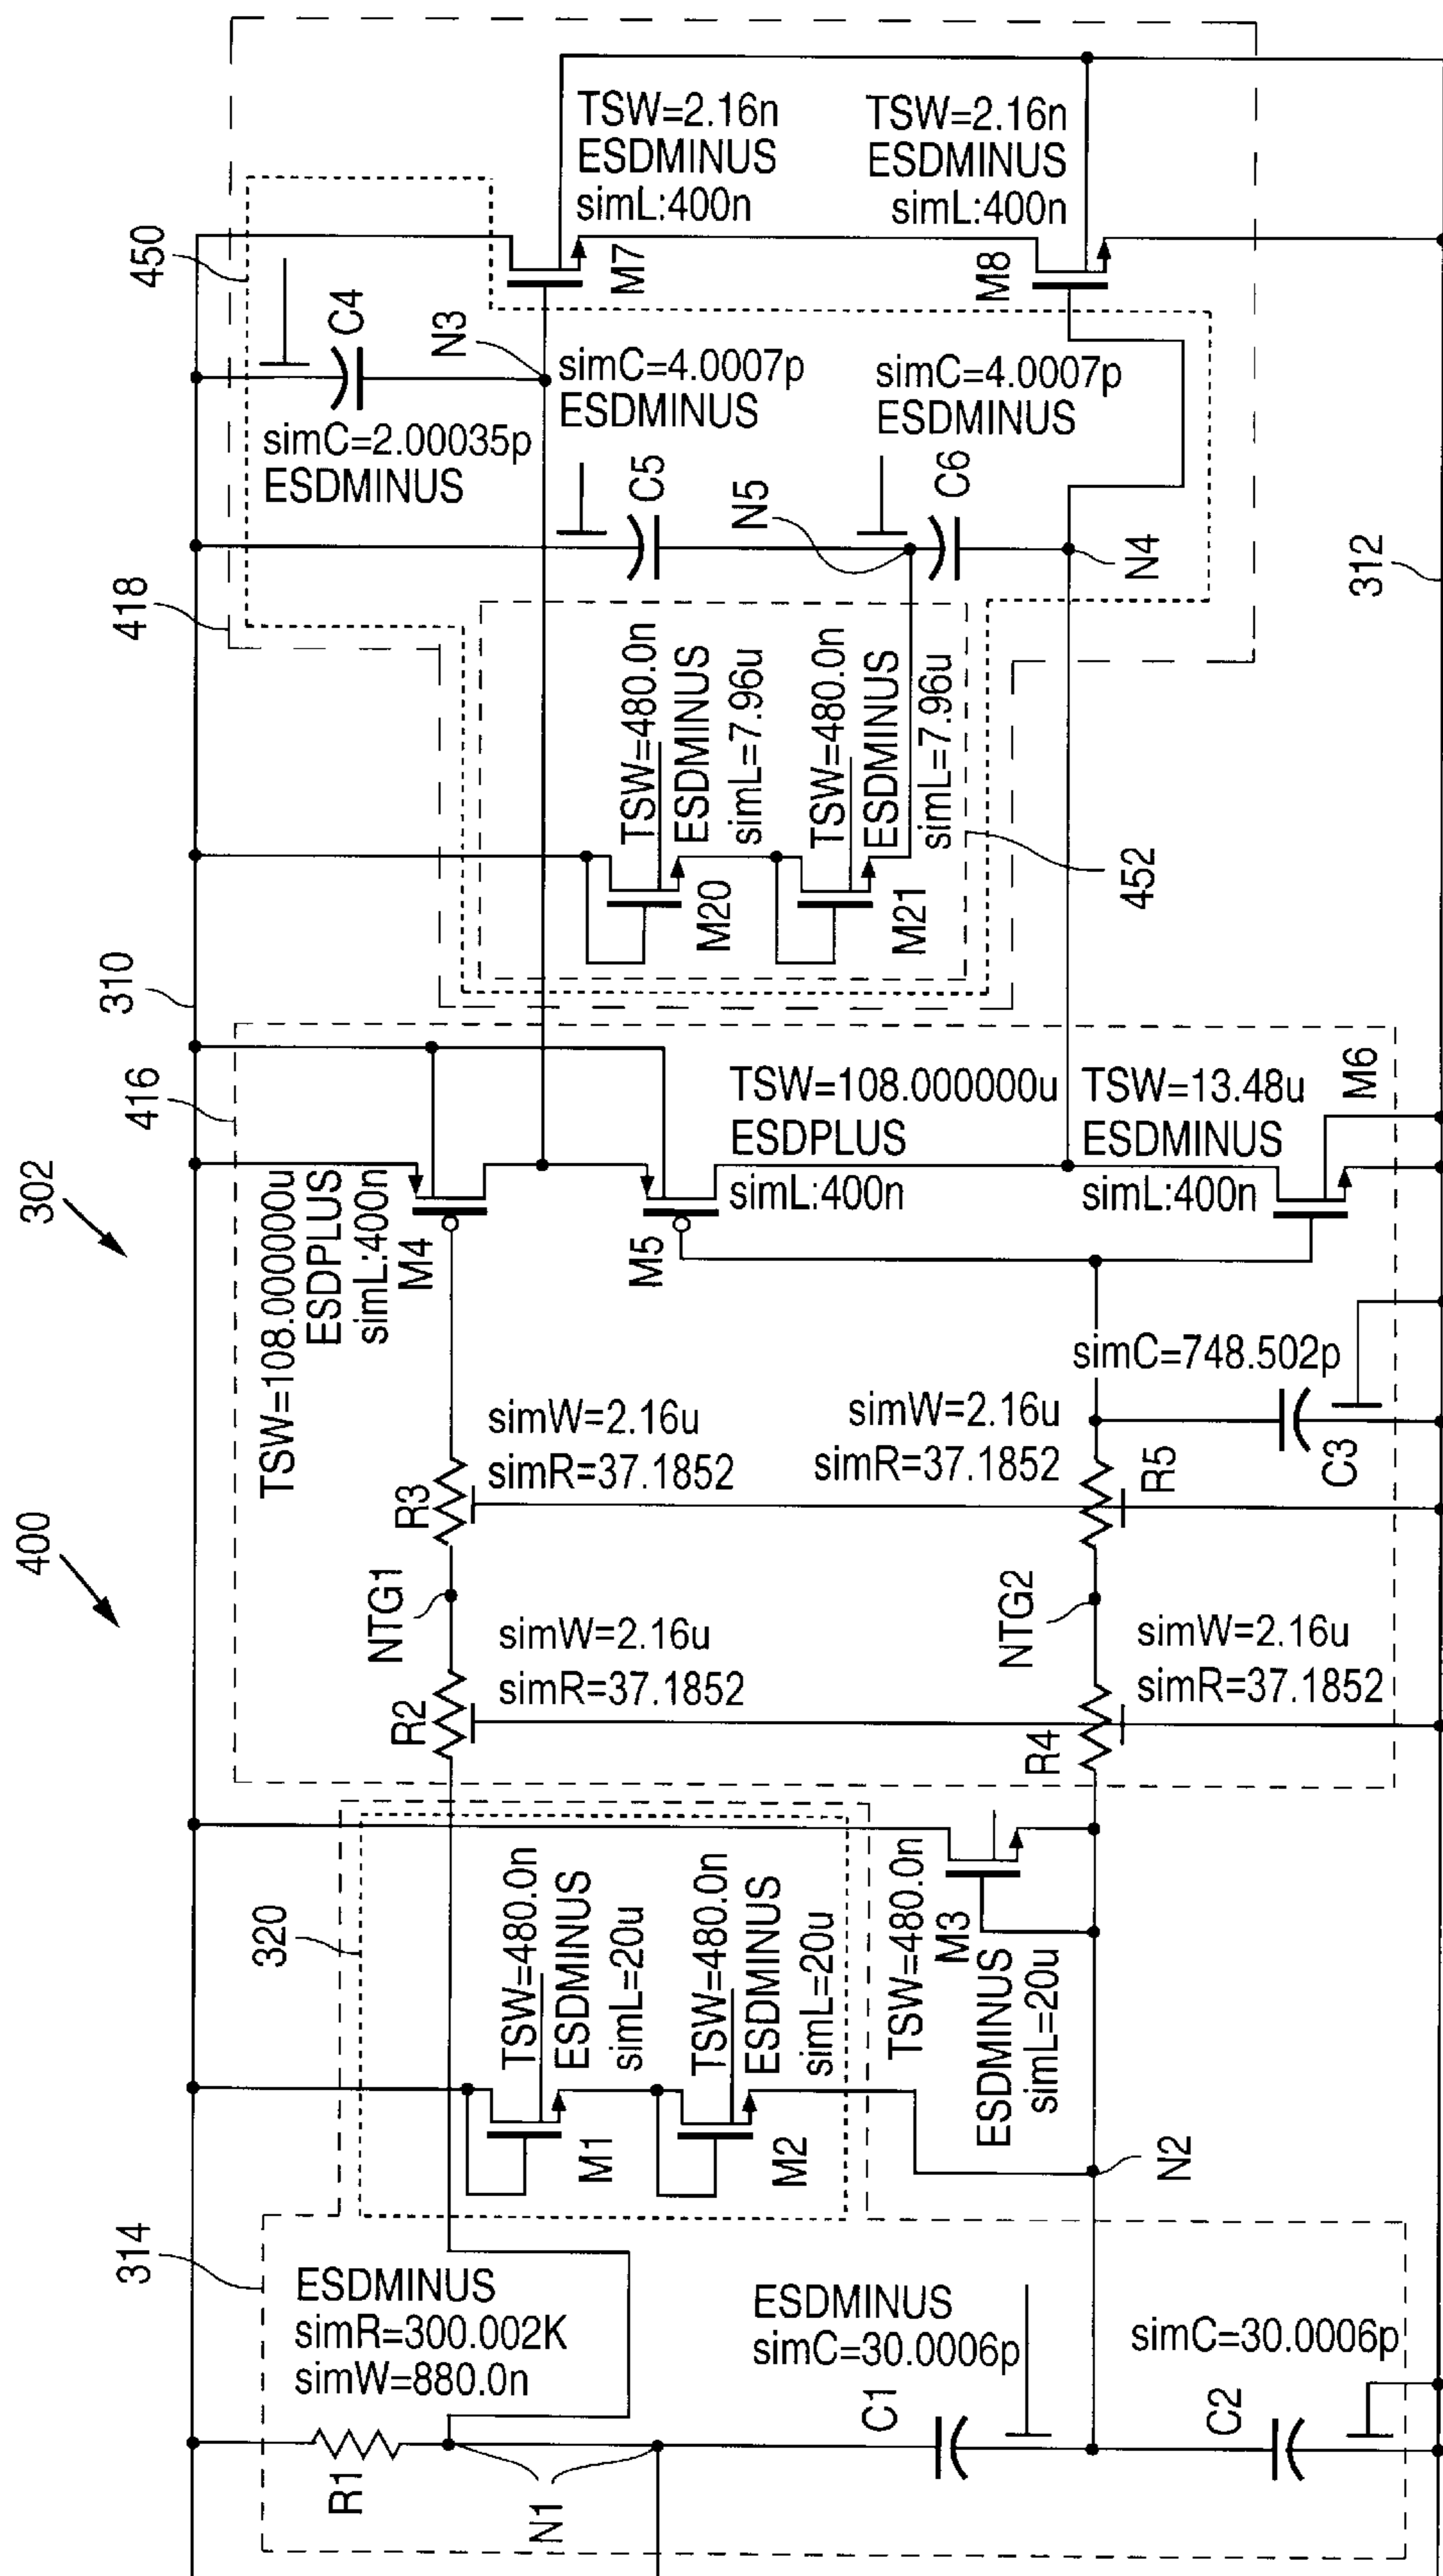 400
302
310
416
418
450
314
320
452
312
ESDMINUS
simR=300.002K
simW=880.0n
R1
N1
ESDMINUS
simC=30.0006p
C1
simC=30.0006p
C2
N2
TSW=480.0n
ESDMINUS
simL=20u
M1
TSW=480.0n
ESDMINUS
simL=20u
M2
TSW=480.0n
M3
ESDMINUS
simL=20u
R2
simW=2.16u
simR=37.1852
NTG1
R3
simW=2.16u
simR=37.1852
R4
simW=2.16u
simR=37.1852
NTG2
simW=2.16u
simR=37.1852
R5
simC=748.502p
C3
TSW=108.000000u
ESDPLUS
simL:400n
M4
M5
TSW=108.000000u
ESDPLUS
simL:400n
TSW=13.48u
ESDMINUS
simL:400n
M6
TSW=480.0n
ESDMINUS
simL=7.96u
M20
TSW=480.0n
ESDMINUS
simL=7.96u
M21
C4
simC=2.00035p
ESDMINUS
N3
simC=4.0007p
ESDMINUS
C5
N5
simC=4.0007p
ESDMINUS
C6
N4
TSW=2.16n
ESDMINUS
simL:400n
M7
TSW=2.16n
ESDMINUS
simL:400n
M8